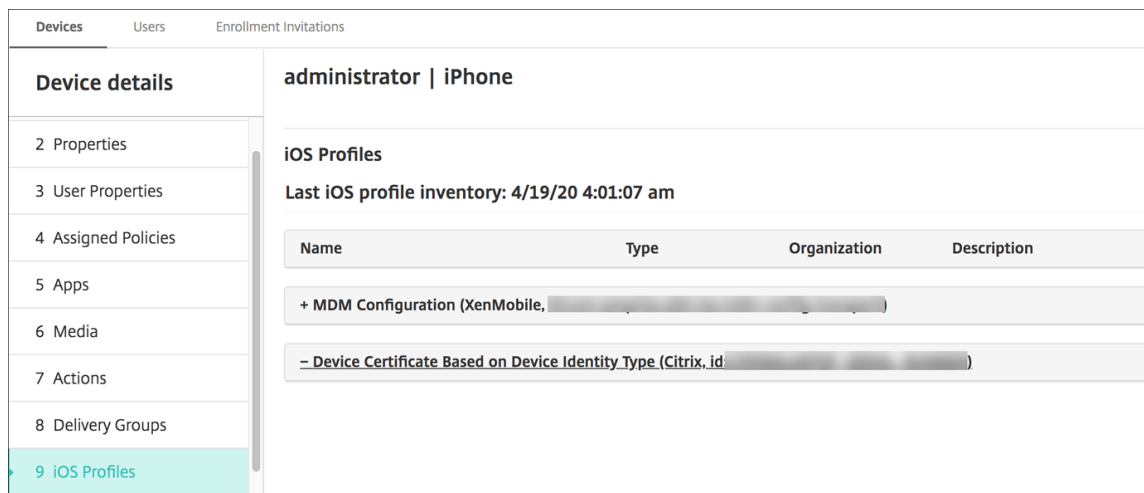 Devices Users Enrollment Invitations
Device details
administrator | iPhone
2 Properties
3 User Properties
4 Assigned Policies
5 Apps
6 Media
7 Actions
8 Delivery Groups
9 iOS Profiles
iOS Profiles
Last iOS profile inventory: 4/19/20 4:01:07 am
Name Type Organization Description
+ MDM Configuration (XenMobile, )
– Device Certificate Based on Device Identity Type (Citrix, id: )